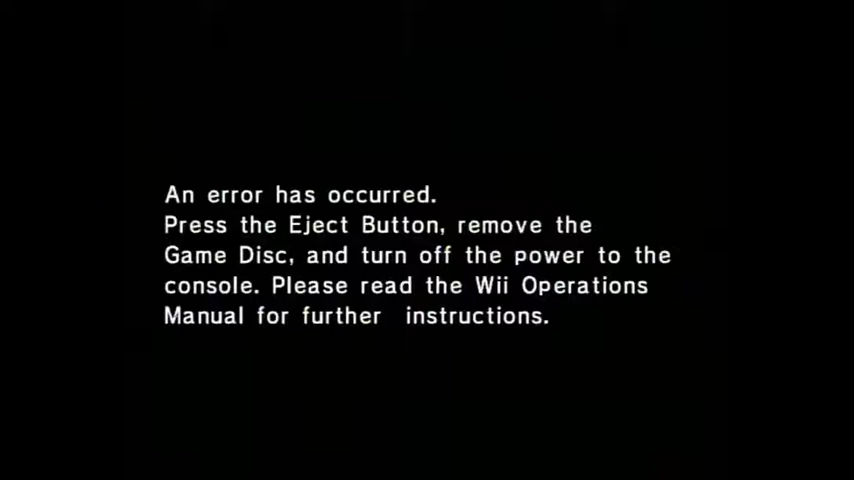 An error has occurred.
Press the Eject Button, remove the
Game Disc, and turn off the power to the
console. Please read the Wii Operations
Manual for further instructions.